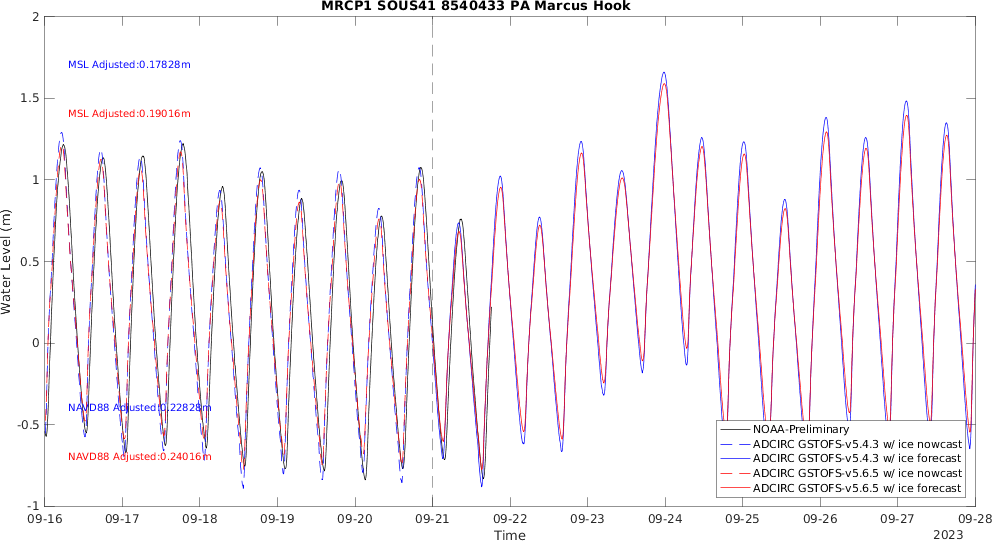 MRCP1 SOUS41 8540433 PA Marcus Hook
2
1.5
1
0.5
0
-0.5
-1
Water Level (m)
MSL Adjusted:0.17828m
MSL Adjusted:0.19016m
NAVD88 Adjusted:0.22828m
NAVD88 Adjusted:0.24016m
NOAA-Preliminary
ADCIRC GSTOFS-v5.4.3 w/ ice nowcast
ADCIRC GSTOFS-v5.4.3 w/ ice forecast
ADCIRC GSTOFS-v5.6.5 w/ ice nowcast
ADCIRC GSTOFS-v5.6.5 w/ ice forecast
09-16 09-17 09-18 09-19 09-20 09-21 09-22 09-23 09-24 09-25 09-26 09-27 09-28
Time
2023